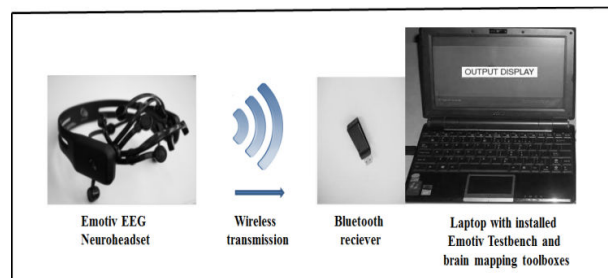 OUTPUT DISPLAY
Emotiv EEG
Neuroheadset
Wireless
transmission
Bluetooth
reciever
Laptop with installed
Emotiv Testbench and
brain mapping toolboxes